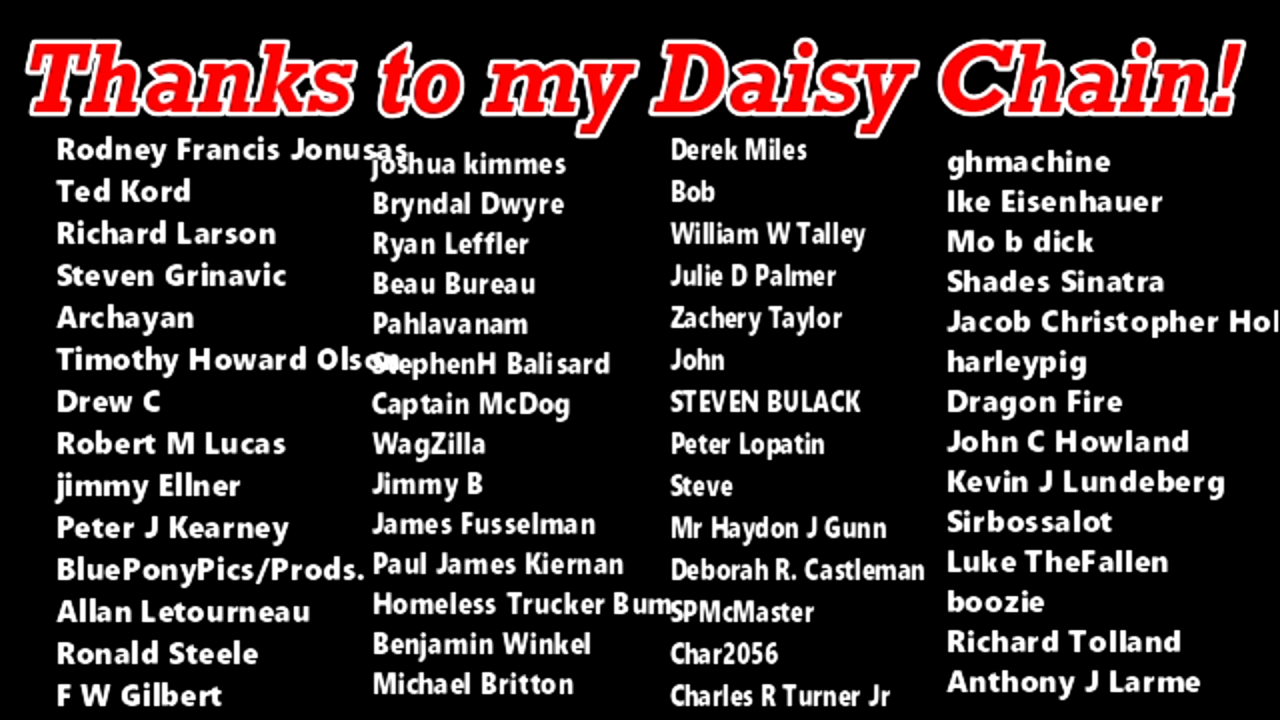 Thanks to my Daisy Chain!
Rodney Francis Jonusas
Ted Kord
Richard Larson
Steven Grinavic
Archayan
Timothy Howard Olson
Drew C
Robert M Lucas
jimmy Ellner
Peter J Kearney
BluePonyPics/Prods.
Allan Letourneau
Ronald Steele
F W Gilbert
joshua kimmes
Bryndal Dwyre
Ryan Leffler
Beau Bureau
Pahlavanam
StephenH Balisard
Captain McDog
WagZilla
Jimmy B
James Fusselman
Paul James Kiernan
Homeless Trucker Bum
Benjamin Winkel
Michael Britton
Derek Miles
Bob
William W Talley
Julie D Palmer
Zachery Taylor
John
STEVEN BULACK
Peter Lopatin
Steve
Mr Haydon J Gunn
Deborah R. Castleman
SPMcMaster
Char2056
Charles R Turner Jr
ghmachine
Ike Eisenhauer
Mo b dick
Shades Sinatra
Jacob Christopher
harleypig
Dragon Fire
John C Howland
Kevin J Lundeberg
Sirbossalot
Luke TheFallen
boozie
Richard Tolland
Anthony J Larme